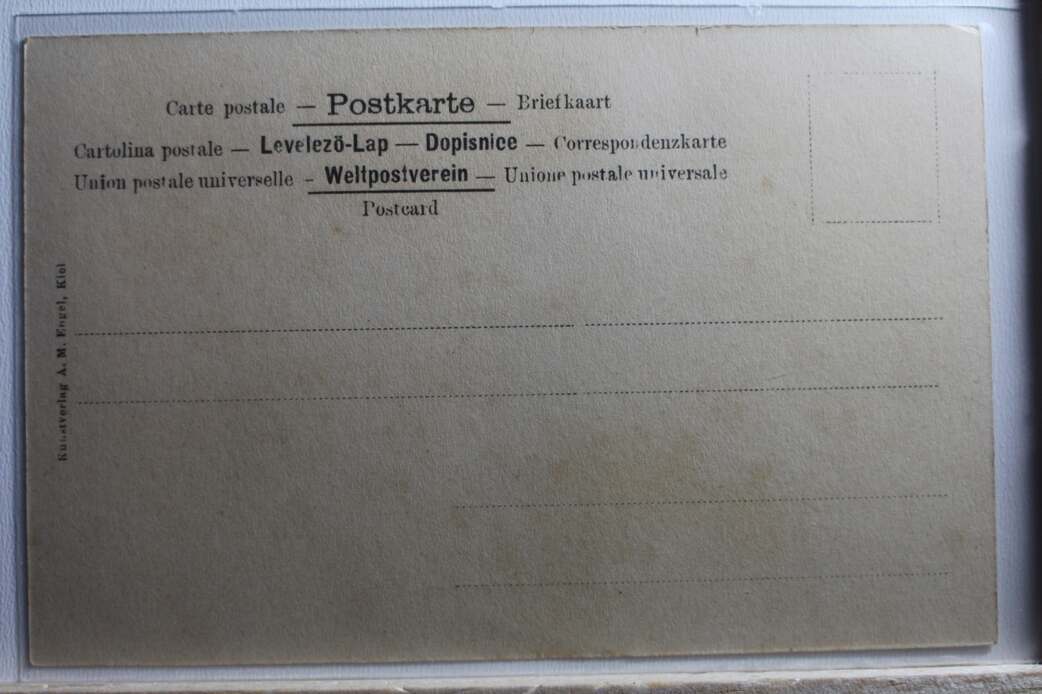 Carte postale — Postkarte — Briefkaart
Cartolina postale — Levelező-Lap — Dopisnice — Correspondenzkarte
Union postale universelle – Weltpostverein — Unione postale universale
Postcard
Kunstverlag A. M. Engel, Kiel